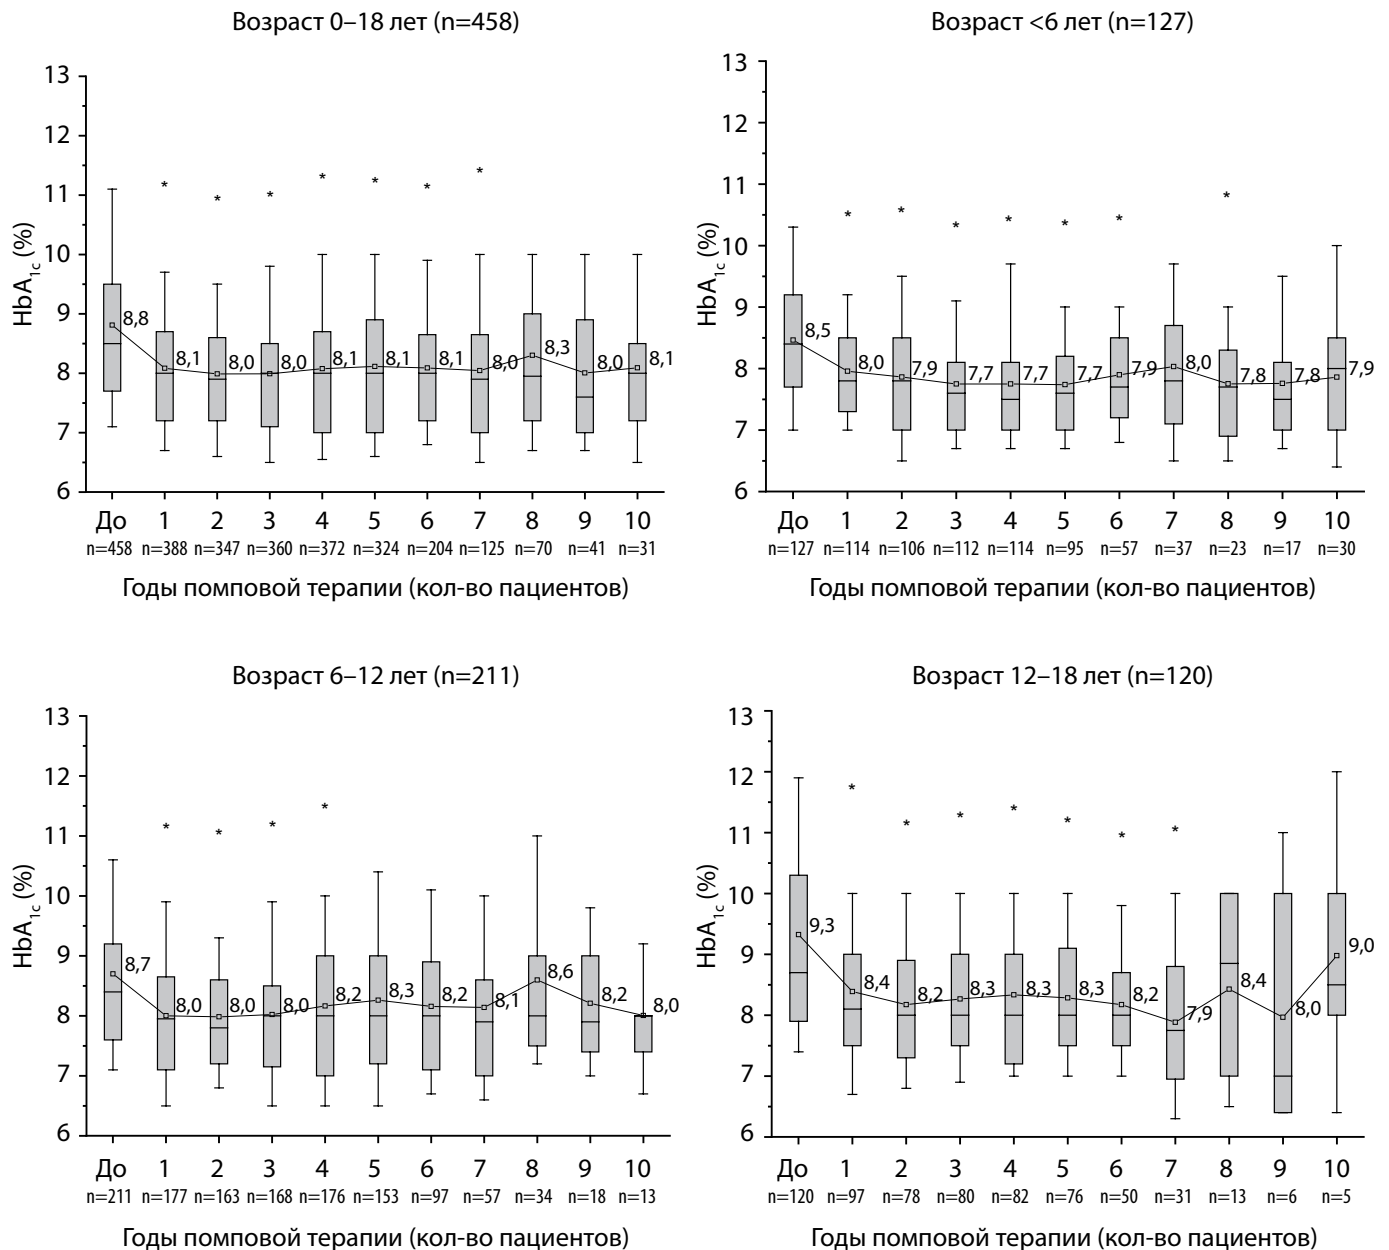 Возраст 0–18 лет (n=458)
HbA1c (%)
13
12
11
10
9
8
7
6
* * * * * * *
8,8 8,1 8,0 8,0 8,1 8,1 8,1 8,0 8,3 8,0 8,1
До 1 2 3 4 5 6 7 8 9 10
n=458 n=388 n=347 n=360 n=372 n=324 n=204 n=125 n=70 n=41 n=31
Годы помповой терапии (кол-во пациентов)
Возраст <6 лет (n=127)
HbA1c (%)
13
12
11
10
9
8
7
6
* * * * * * *
8,5 8,0 7,9 7,7 7,7 7,7 7,9 8,0 7,8 7,8 7,9
До 1 2 3 4 5 6 7 8 9 10
n=127 n=114 n=106 n=112 n=114 n=95 n=57 n=37 n=23 n=17 n=30
Годы помповой терапии (кол-во пациентов)
Возраст 6–12 лет (n=211)
HbA1c (%)
13
12
11
10
9
8
7
6
* * * *
8,7 8,0 8,0 8,0 8,2 8,3 8,2 8,1 8,6 8,2 8,0
До 1 2 3 4 5 6 7 8 9 10
n=211 n=177 n=163 n=168 n=176 n=153 n=97 n=57 n=34 n=18 n=13
Годы помповой терапии (кол-во пациентов)
Возраст 12–18 лет (n=120)
HbA1c (%)
13
12
11
10
9
8
7
6
* * * * * * *
9,3 8,4 8,2 8,3 8,3 8,3 8,2 7,9 8,4 8,0 9,0
До 1 2 3 4 5 6 7 8 9 10
n=120 n=97 n=78 n=80 n=82 n=76 n=50 n=31 n=13 n=6 n=5
Годы помповой терапии (кол-во пациентов)